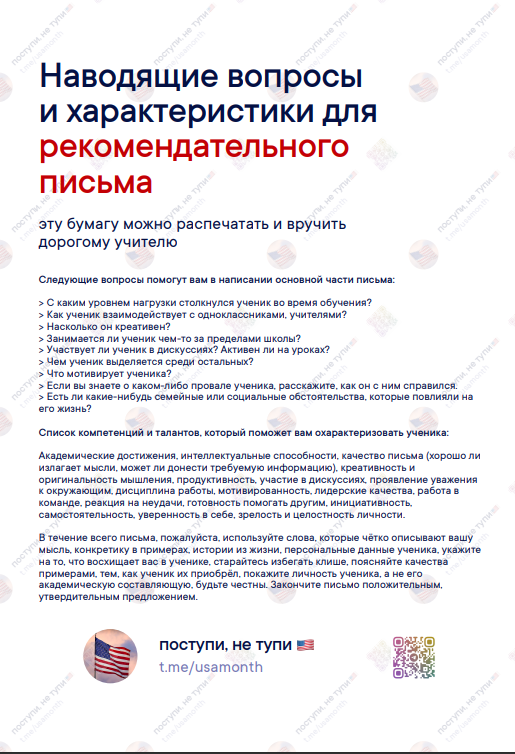 Наводящие вопросы
и характеристики для
рекомендательного
письма
эту бумагу можно распечатать и вручить
дорогому учителю
Следующие вопросы помогут вам в написании основной части письма:
> С каким уровнем нагрузки столкнулся ученик во время обучения?
> Как ученик взаимодействует с одноклассниками, учителями?
> Насколько он креативен?
> Занимается ли ученик чем-то за пределами школы?
> Участвует ли ученик в дискуссиях? Активен ли на уроках?
> Чем ученик выделяется среди остальных?
> Что мотивирует ученика?
> Если вы знаете о каком-либо провале ученика, расскажите, как он с ним справился.
> Есть ли какие-нибудь семейные или социальные обстоятельства, которые повлияли на
его жизнь?
Список компетенций и талантов, который поможет вам охарактеризовать ученика:
Академические достижения, интеллектуальные способности, качество письма (хорошо ли
излагает мысли, может ли донести требуемую информацию), креативность и
оригинальность мышления, продуктивность, участие в дискуссиях, проявление уважения
к окружающим, дисциплина работы, мотивированность, лидерские качества, работа в
команде, реакция на неудачи, готовность помогать другим, инициативность,
самостоятельность, уверенность в себе, зрелость и целостность личности.
В течение всего письма, пожалуйста, используйте слова, которые чётко описывают вашу
мысль, конкретику в примерах, истории из жизни, персональные данные ученика, укажите
на то, что восхищает вас в ученике, старайтесь избегать клише, поясняйте качества
примерами, тем, как ученик их приобрёл, покажите личность ученика, а не его
академическую составляющую, будьте честны. Закончите письмо положительным,
утвердительным предложением.
поступи, не тупи 🇺🇸
t.me/usamonth